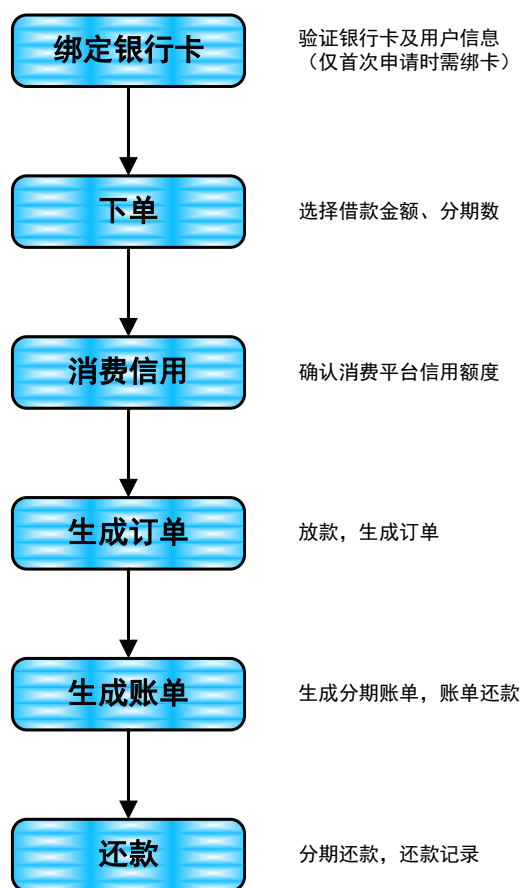 绑定银行卡
验证银行卡及用户信息
（仅首次申请时需绑卡）
下单
选择借款金额、分期数
消费信用
确认消费平台信用额度
生成订单
放款，生成订单
生成账单
生成分期账单，账单还款
还款
分期还款，还款记录